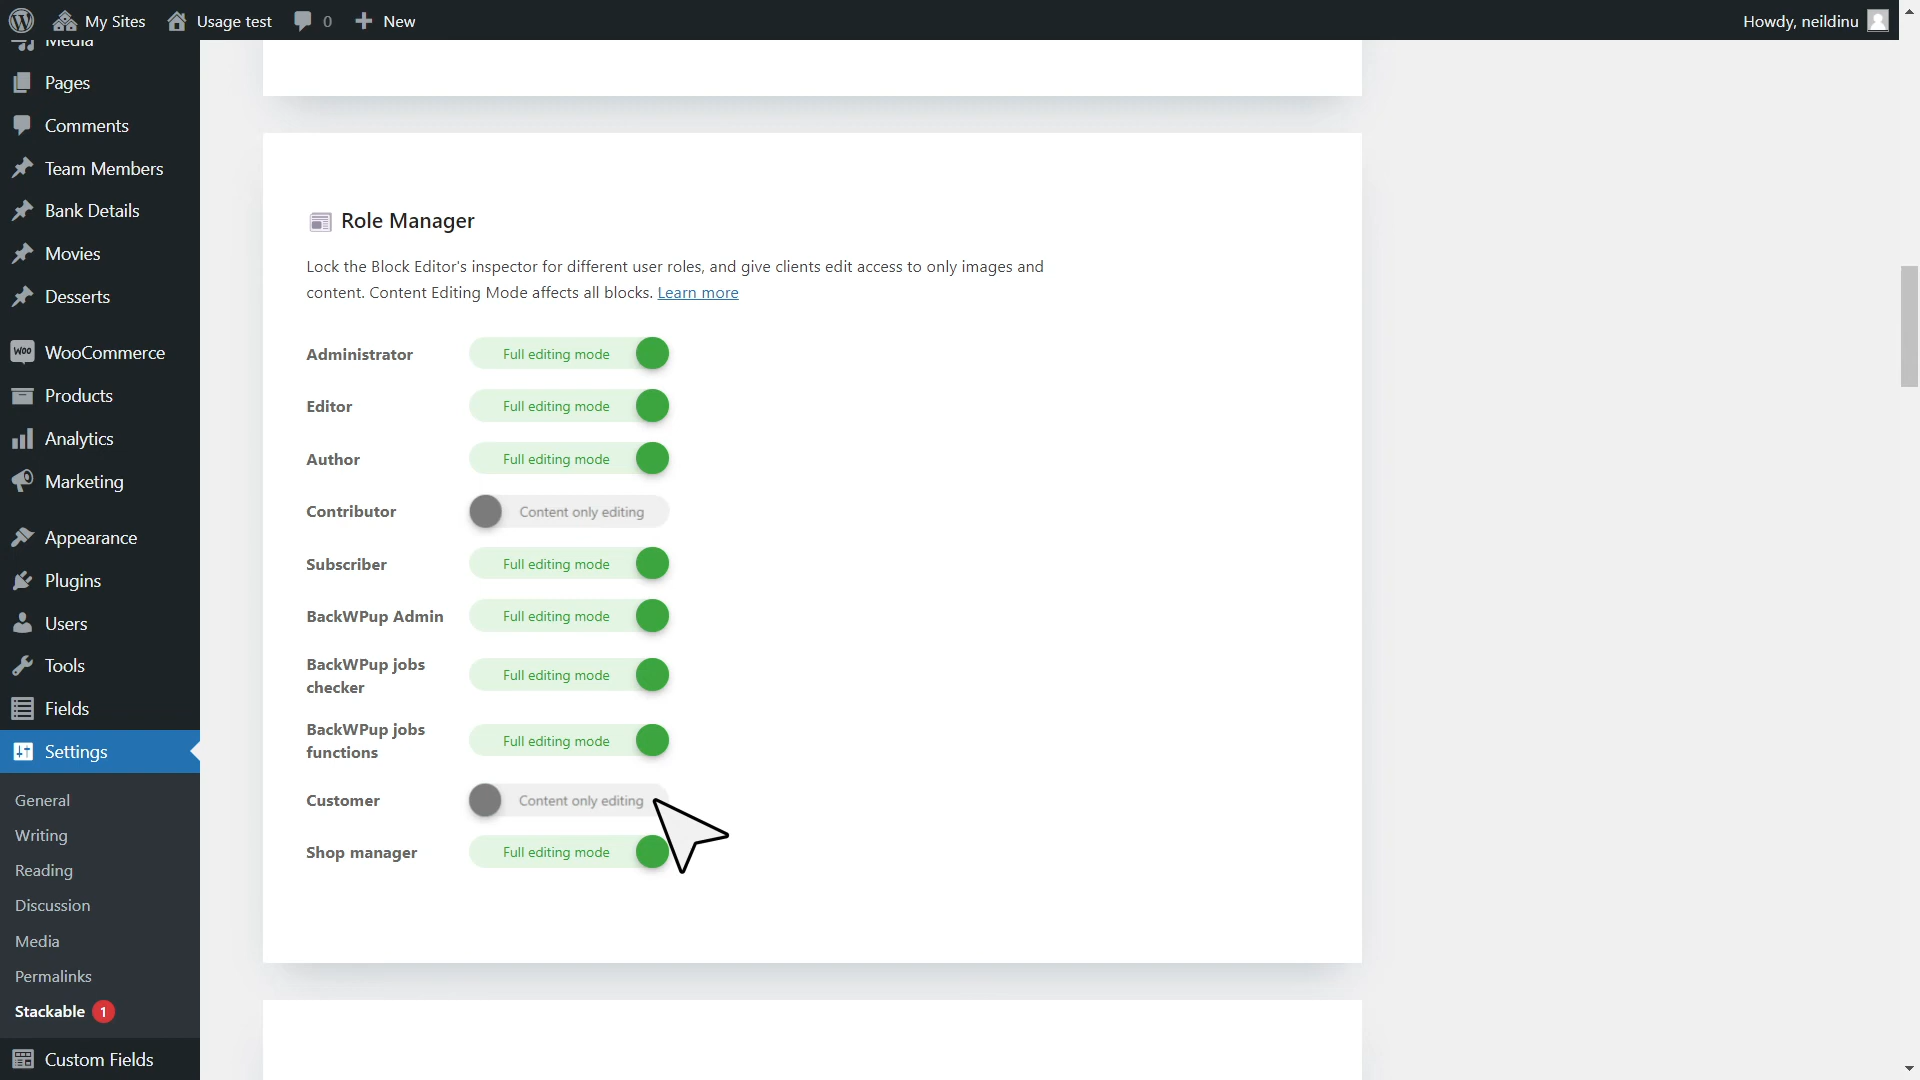 My Sites
Usage test
0
New
Howdy, neildinu
Media
Pages
Comments
Team Members
Bank Details
Movies
Desserts
Woo WooCommerce
Products
Analytics
Marketing
Appearance
Plugins
Users
Tools
Fields
Settings
General
Writing
Reading
Discussion
Media
Permalinks
Stackable 1
Custom Fields
Role Manager
Lock the Block Editor's inspector for different user roles, and give clients edit access to only images and
content. Content Editing Mode affects all blocks. Learn more
Administrator Full editing mode
Editor Full editing mode
Author Full editing mode
Contributor Content only editing
Subscriber Full editing mode
BackWPup Admin Full editing mode
BackWPup jobs
checker
Full editing mode
BackWPup jobs
functions
Full editing mode
Customer Content only editing
Shop manager Full editing mode